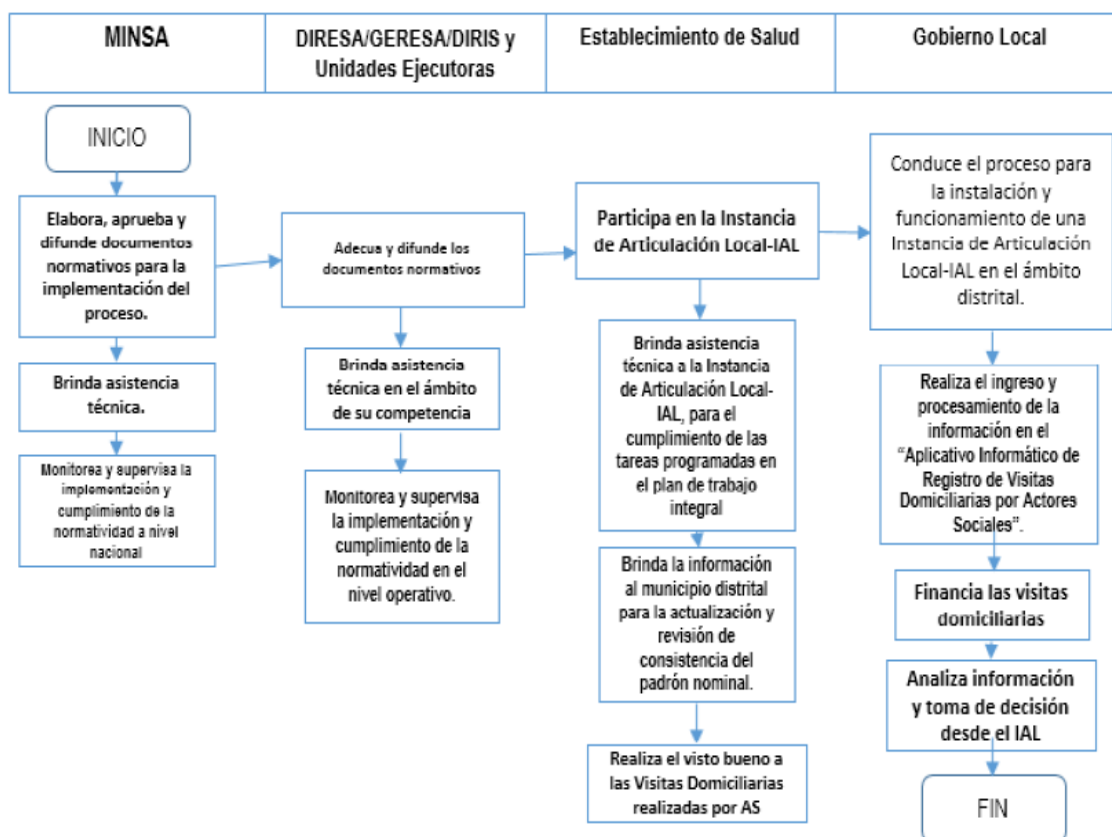 MINSA
DIRESA/GERESA/DIRIS y
Unidades Ejecutoras
Establecimiento de Salud
Gobierno Local
INICIO
Elabora, aprueba y
difunde documentos
normativos para la
implementación del
proceso.
Brinda asistencia
técnica.
Monitorea y supervisa la
implementación y
cumplimiento de la
normatividad a nivel
nacional
Adecua y difunde los
documentos normativos
Brinda asistencia
técnica en el ámbito
de su competencia
Monitorea y supervisa
la implementación y
cumplimiento de la
normatividad en el
nivel operativo.
Participa en la Instancia
de Articulación Local-IAL
Brinda asistencia
técnica a la Instancia
de Articulación Local-
IAL, para el
cumplimiento de las
tareas programadas en
el plan de trabajo
integral
Brinda la información
al municipio distrital
para la actualización y
revisión de
consistencia del
padrón nominal.
Realiza el visto bueno a
las Visitas Domiciliarias
realizadas por AS
Conduce el proceso para
la instalación y
funcionamiento de una
Instancia de Articulación
Local-IAL en el ámbito
distrital.
Realiza el ingreso y
procesamiento de la
información en el
“Aplicativo Informático de
Registro de Visitas
Domiciliarias por Actores
Sociales”.
Financia las visitas
domiciliarias
Analiza información
y toma de decisión
desde el IAL
FIN